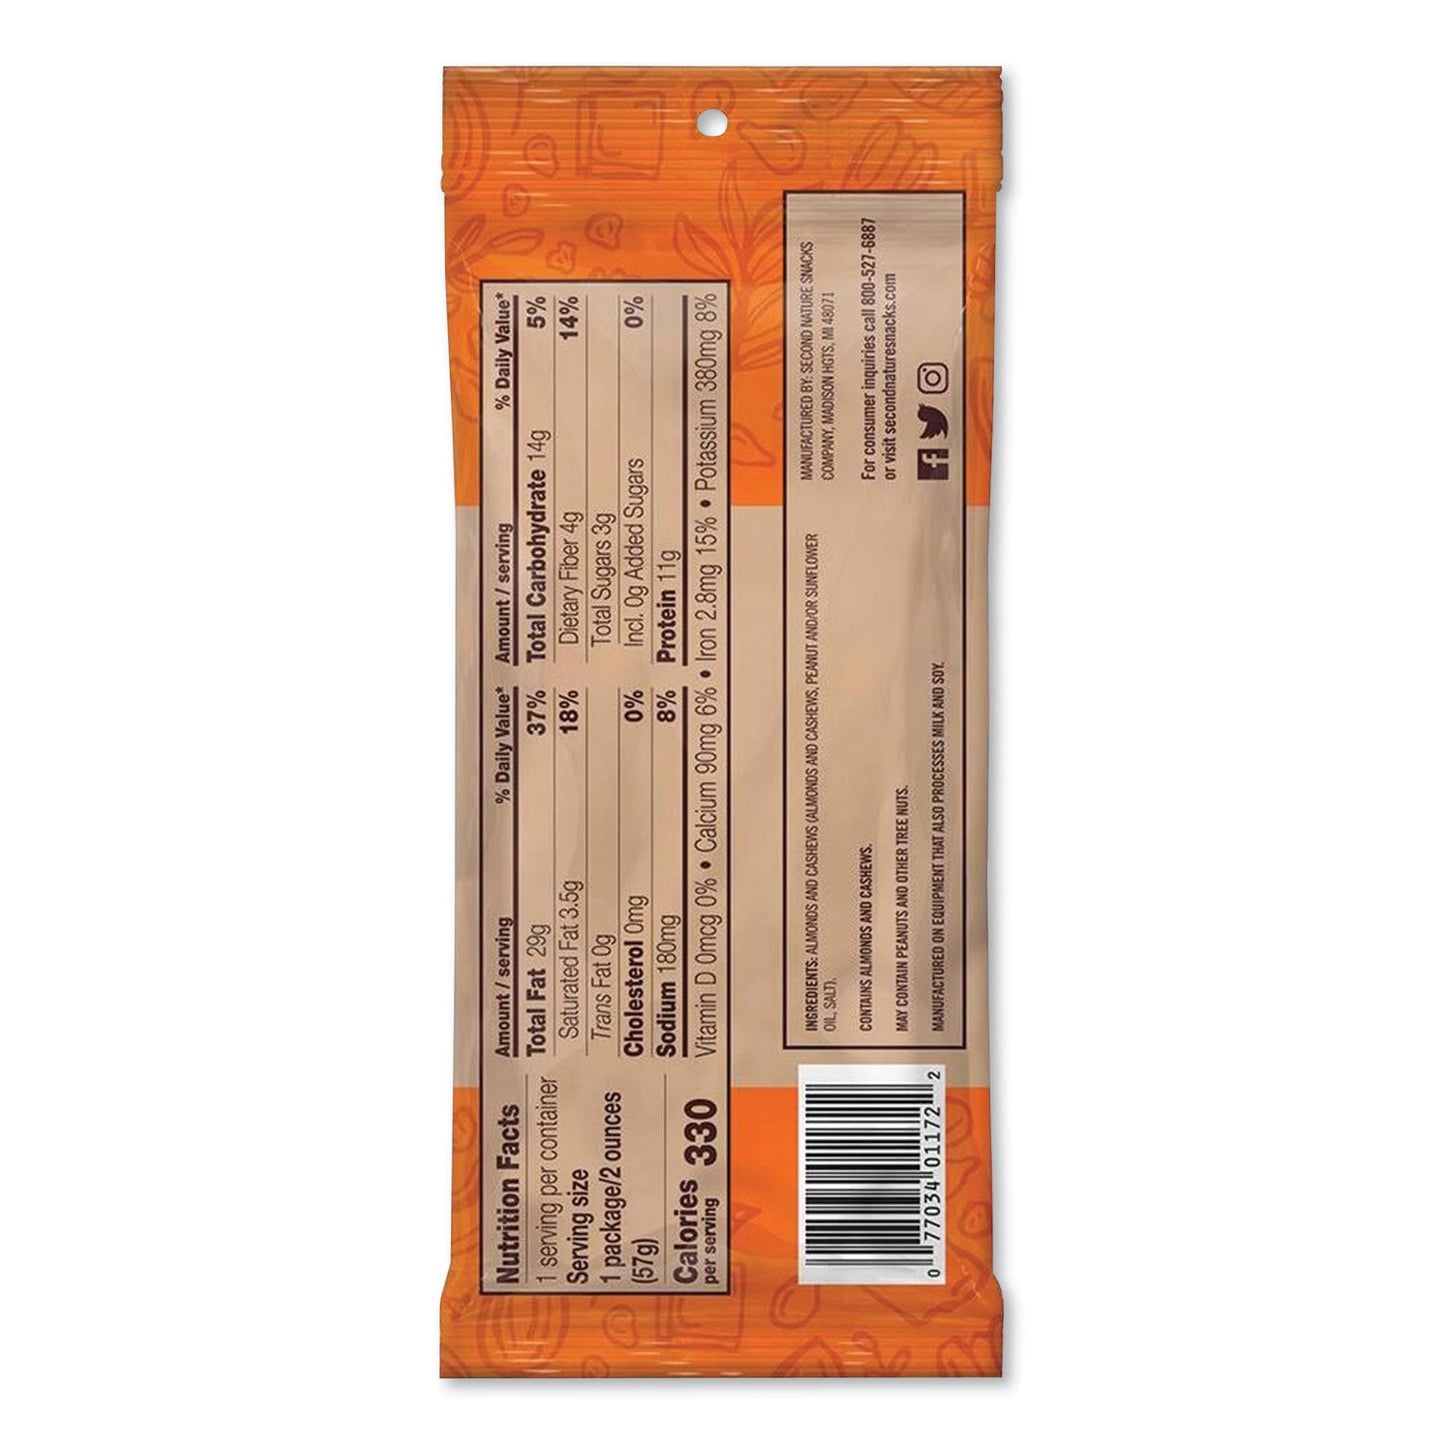 Nutrition Facts
1 serving per container
Serving size
1 package/2 ounces
(57g)
Calories 330
per serving
Amount / serving % Daily Value*
Total Fat 29g 37%
Saturated Fat 3.5g 18%
Trans Fat 0g
Cholesterol 0mg 0%
Sodium 180mg 8%
Amount / serving % Daily Value*
Total Carbohydrate 14g 5%
Dietary Fiber 4g 14%
Total Sugars 3g
Incl. 0g Added Sugars 0%
Protein 11g
Vitamin D 0mcg 0% • Calcium 90mg 6% • Iron 2.8mg 15% • Potassium 380mg 8%
INGREDIENTS: ALMONDS AND CASHEWS (ALMONDS AND CASHEWS, PEANUT AND/OR SUNFLOWER
OIL, SALT).
CONTAINS ALMONDS AND CASHEWS.
MAY CONTAIN PEANUTS AND OTHER TREE NUTS.
MANUFACTURED ON EQUIPMENT THAT ALSO PROCESSES MILK AND SOY.
MANUFACTURED BY: SECOND NATURE SNACKS
COMPANY, MADISON HGTS, MI 48071
For consumer inquiries call 800-527-6887
or visit secondnaturesnacks.com
0 77034 01172 2